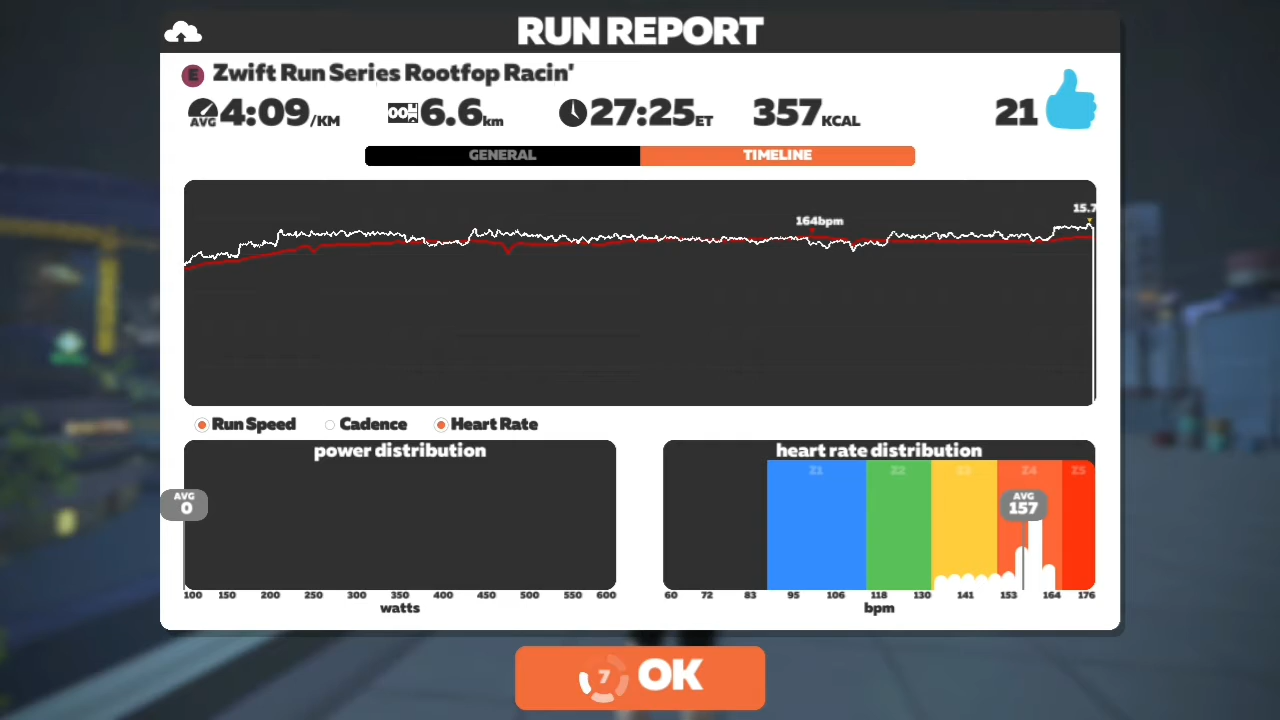 RUN REPORT
E Zwift Run Series Rootfop Racin'
AVG 4:09/KM 6.6km 27:25ET 357KCAL 21
GENERAL TIMELINE
164bpm 15.7
Run Speed Cadence Heart Rate
power distribution
AVG
0
100 150 200 250 300 350 400 450 500 550 600
watts
heart rate distribution
Z1 Z2 Z3 Z4 Z5
AVG
157
60 72 83 95 106 118 130 141 153 164 176
bpm
7 OK